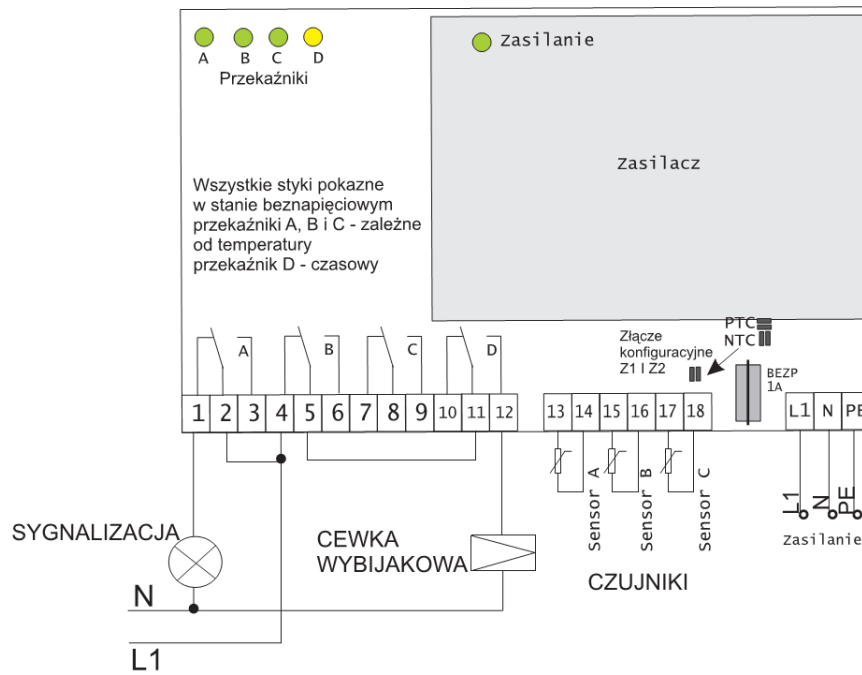 A B C D
Przekaźniki
Zasilanie
Zasilacz
Wszystkie styki pokazne
w stanie beznapięciowym
przekaźniki A, B i C - zależne
od temperatury
przekaźnik D - czasowy
A B C D
PTC
NTC
Złącze
konfiguracyjne
Z1 I Z2
BEZP
1A
1 2 3 4 5 6 7 8 9 10 11 12
13 14 15 16 17 18
L1 N PE
Sensor A
Sensor B
Sensor C
L1
N
PE
Zasilanie
SYGNALIZACJA
CEWKA
WYBIJAKOWA
CZUJNIKI
N
L1